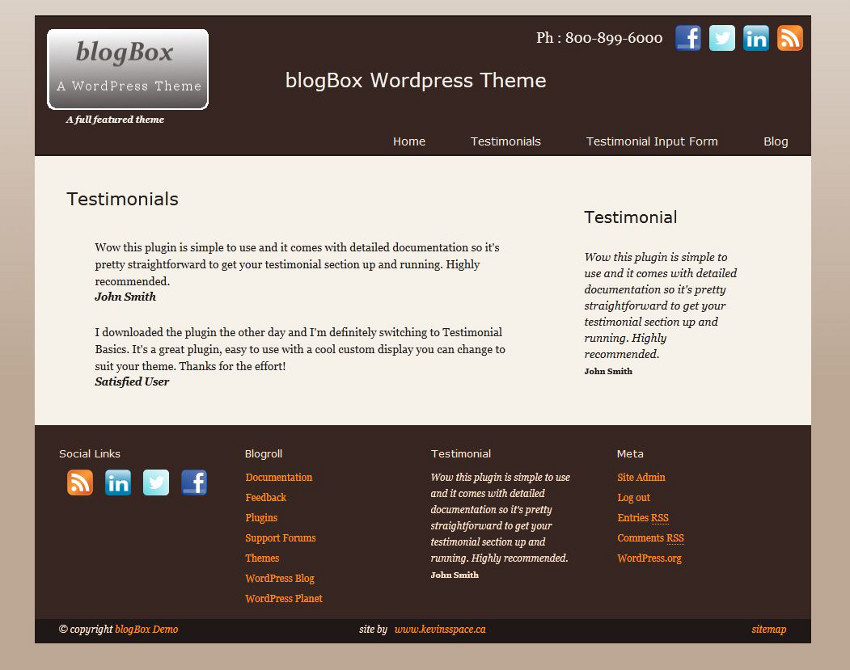 blogBox
A WordPress Theme
A full featured theme
Ph : 800-899-6000
f
in
blogBox Wordpress Theme
Home Testimonials Testimonial Input Form Blog
Testimonials
Wow this plugin is simple to use and it comes with detailed documentation so it's
pretty straightforward to get your testimonial section up and running. Highly
recommended.
John Smith
I downloaded the plugin the other day and I'm definitely switching to Testimonial
Basics. It's a great plugin, easy to use with a cool custom display you can change to
suit your theme. Thanks for the effort!
Satisfied User
Testimonial
Wow this plugin is simple to
use and it comes with detailed
documentation so it's pretty
straightforward to get your
testimonial section up and
running. Highly
recommended.
John Smith
Social Links
in
f
Blogroll
Documentation
Feedback
Plugins
Support Forums
Themes
WordPress Blog
WordPress Planet
Testimonial
Wow this plugin is simple to use
and it comes with detailed
documentation so it's pretty
straightforward to get your
testimonial section up and
running. Highly recommended.
John Smith
Meta
Site Admin
Log out
Entries RSS
Comments RSS
WordPress.org
© copyright blogBox Demo site by www.kevinsspace.ca sitemap